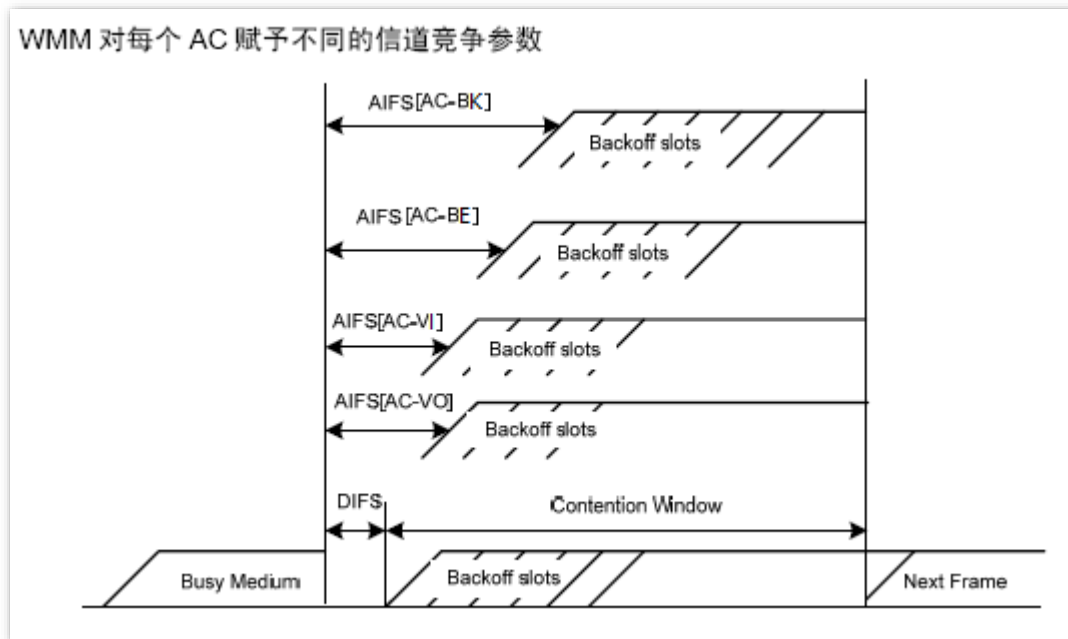 WMM 对每个 AC 赋予不同的信道竞争参数
AIFS[AC-BK]
Backoff slots
AIFS[AC-BE]
Backoff slots
AIFS[AC-VI]
Backoff slots
AIFS[AC-VO]
Backoff slots
DIFS
Contention Window
Busy Medium
Backoff slots
Next Frame